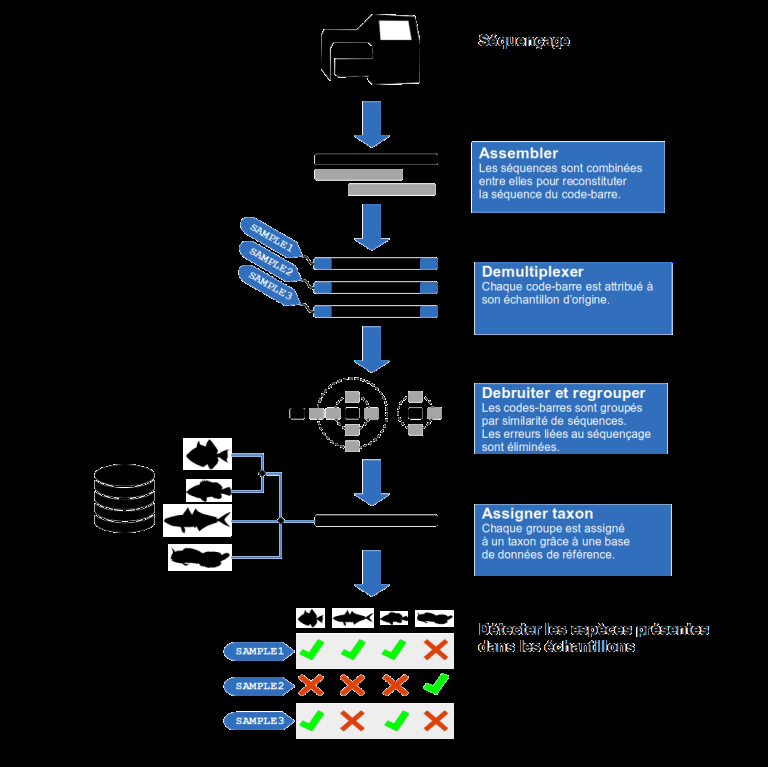 Séquençage
Assembler
Les séquences sont combinées
entre elles pour reconstituter
la séquence du code-barre.
SAMPLE1
SAMPLE2
SAMPLE3
Demultiplexer
Chaque code-barre est attribué à
son échantillon d'origine.
Debruiter et regrouper
Les codes-barres sont groupés
par similarité de séquences.
Les erreurs liées au séquençage
sont éliminées.
Assigner taxon
Chaque groupe est assigné
à un taxon grâce à une base
de données de référence.
Détecter les espèces présentes
dans les échantillons
SAMPLE1
SAMPLE2
SAMPLE3